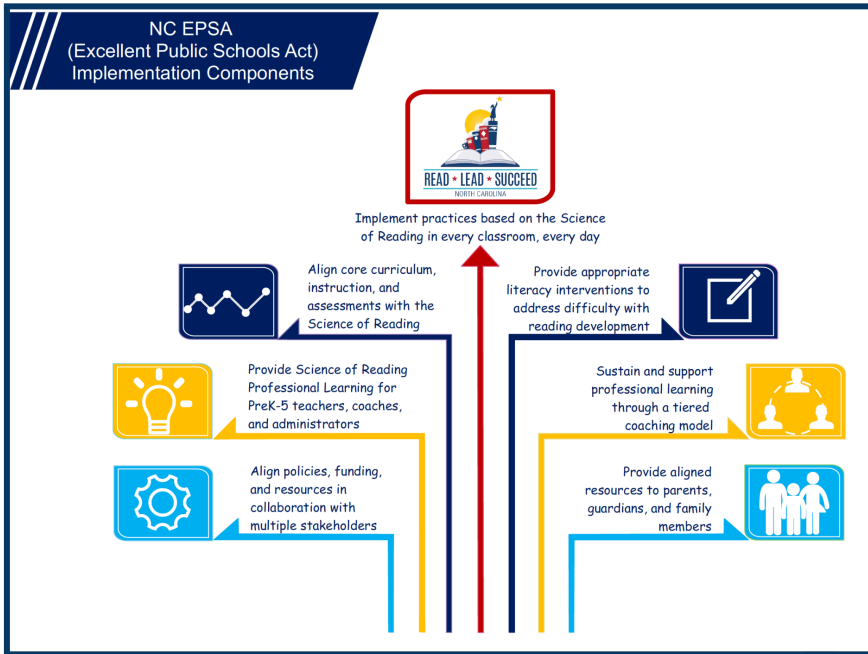 NC EPSA
(Excellent Public Schools Act)
Implementation Components
READ ★ LEAD ★ SUCCEED
NORTH CAROLINA
Implement practices based on the Science
of Reading in every classroom, every day
Align core curriculum,
instruction, and
assessments with the
Science of Reading
Provide appropriate
literacy interventions to
address difficulty with
reading development
Provide Science of Reading
Professional Learning for
PreK-5 teachers, coaches,
and administrators
Sustain and support
professional learning
through a tiered
coaching model
Align policies, funding,
and resources in
collaboration with
multiple stakeholders
Provide aligned
resources to parents,
guardians, and family
members